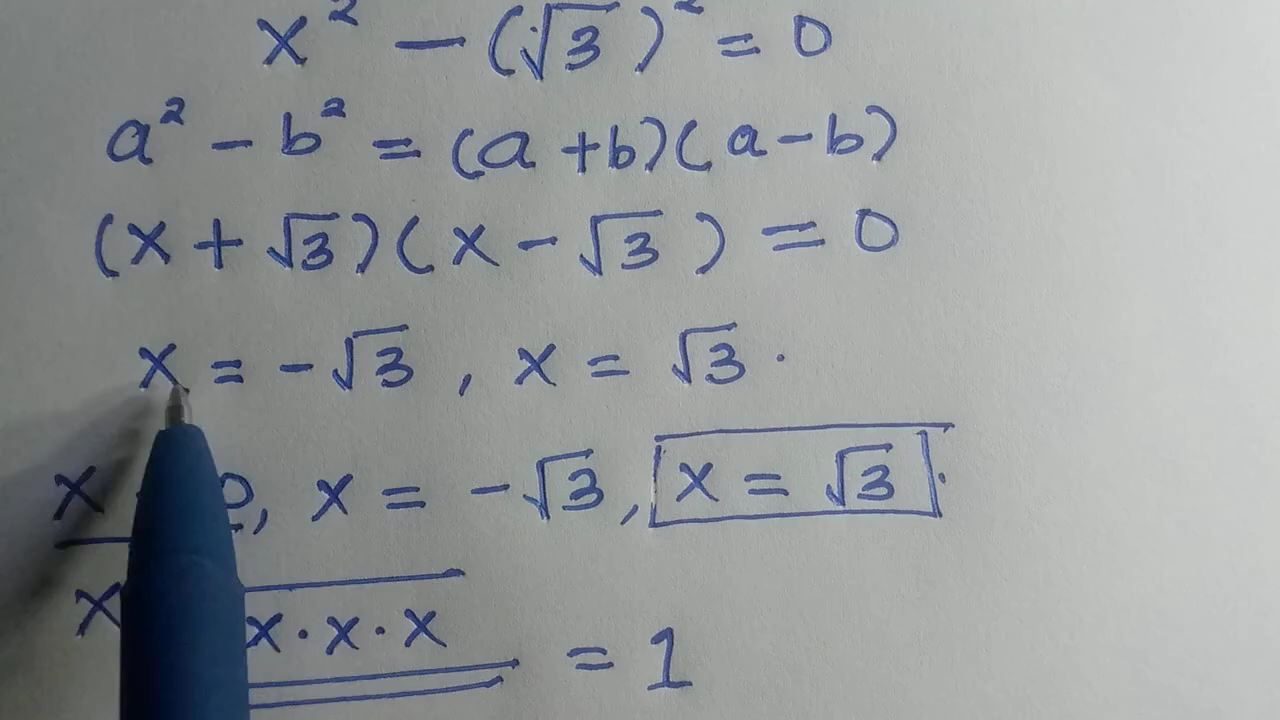 x² − (√3)² = 0
a² − b² = (a + b)(a − b)
(x + √3)(x − √3) = 0
x = −√3, x = √3.
x , x = −√3, x = √3.
x x · x · x = 1